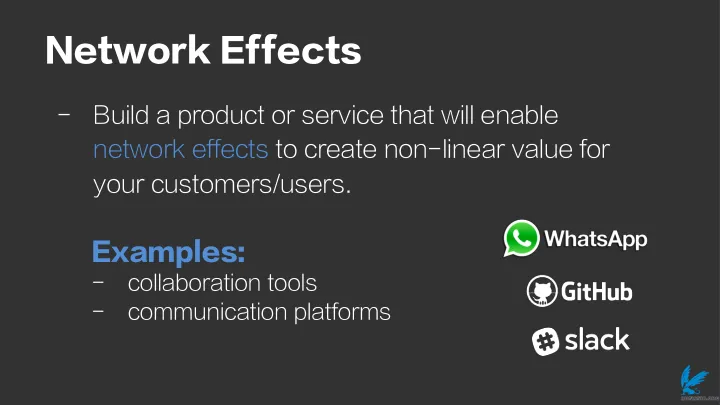 Network Effects
- Build a product or service that will enable
network effects to create non-linear value for
your customers/users.
Examples:
- collaboration tools
- communication platforms
WhatsApp
GitHub
slack